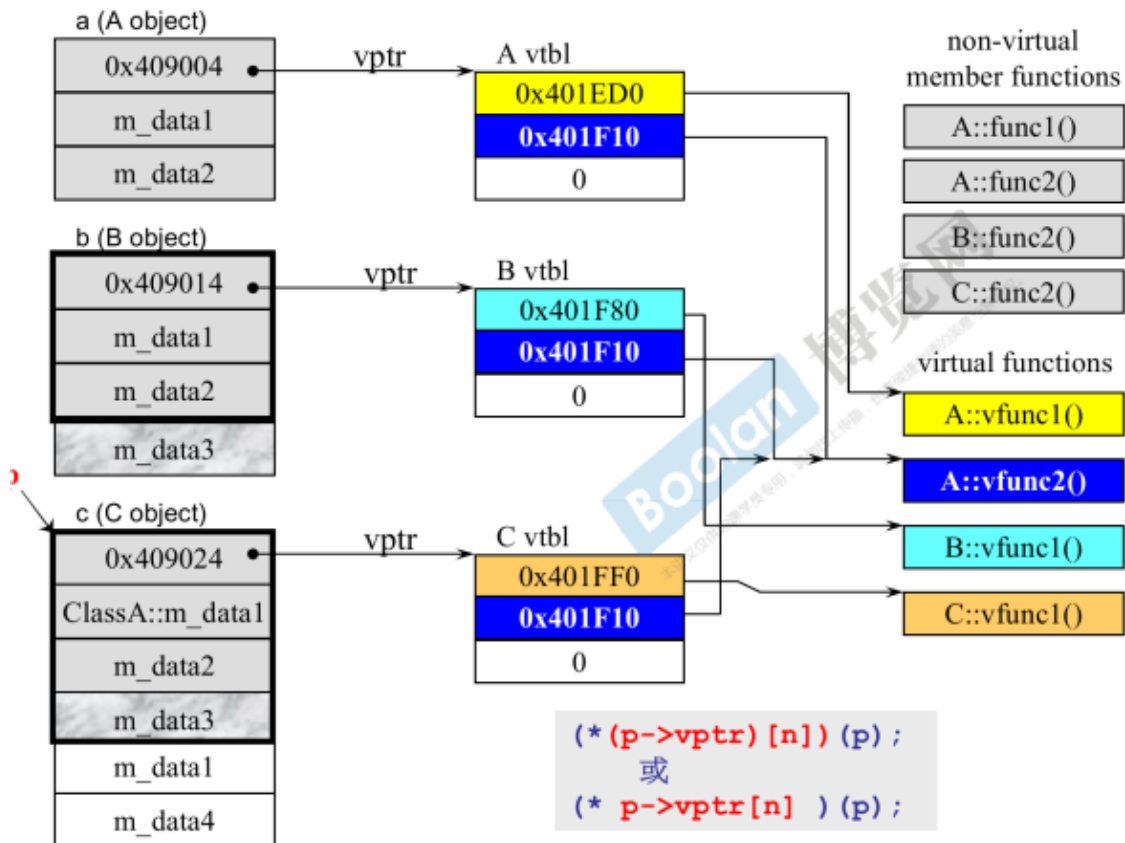 a (A object)
0x409004
m_data1
m_data2
vptr
A vtbl
0x401ED0
0x401F10
0
non-virtual
member functions
A::func1()
A::func2()
B::func2()
C::func2()
b (B object)
0x409014
m_data1
m_data2
m_data3
vptr
B vtbl
0x401F80
0x401F10
0
virtual functions
A::vfunc1()
A::vfunc2()
B::vfunc1()
C::vfunc1()
p
c (C object)
0x409024
ClassA::m_data1
m_data2
m_data3
m_data1
m_data4
vptr
C vtbl
0x401FF0
0x401F10
0
(*(p->vptr)[n])(p);
或
(* p->vptr[n] )(p);
Boolan
博览网